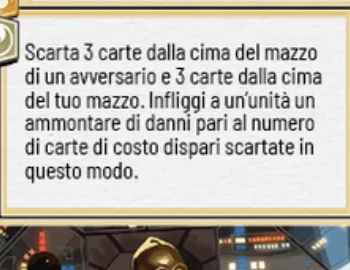 Scarta 3 carte dalla cima del mazzo
di un avversario e 3 carte dalla cima
del tuo mazzo. Infliggi a un'unità un
ammontare di danni pari al numero
di carte di costo dispari scartate in
questo modo.